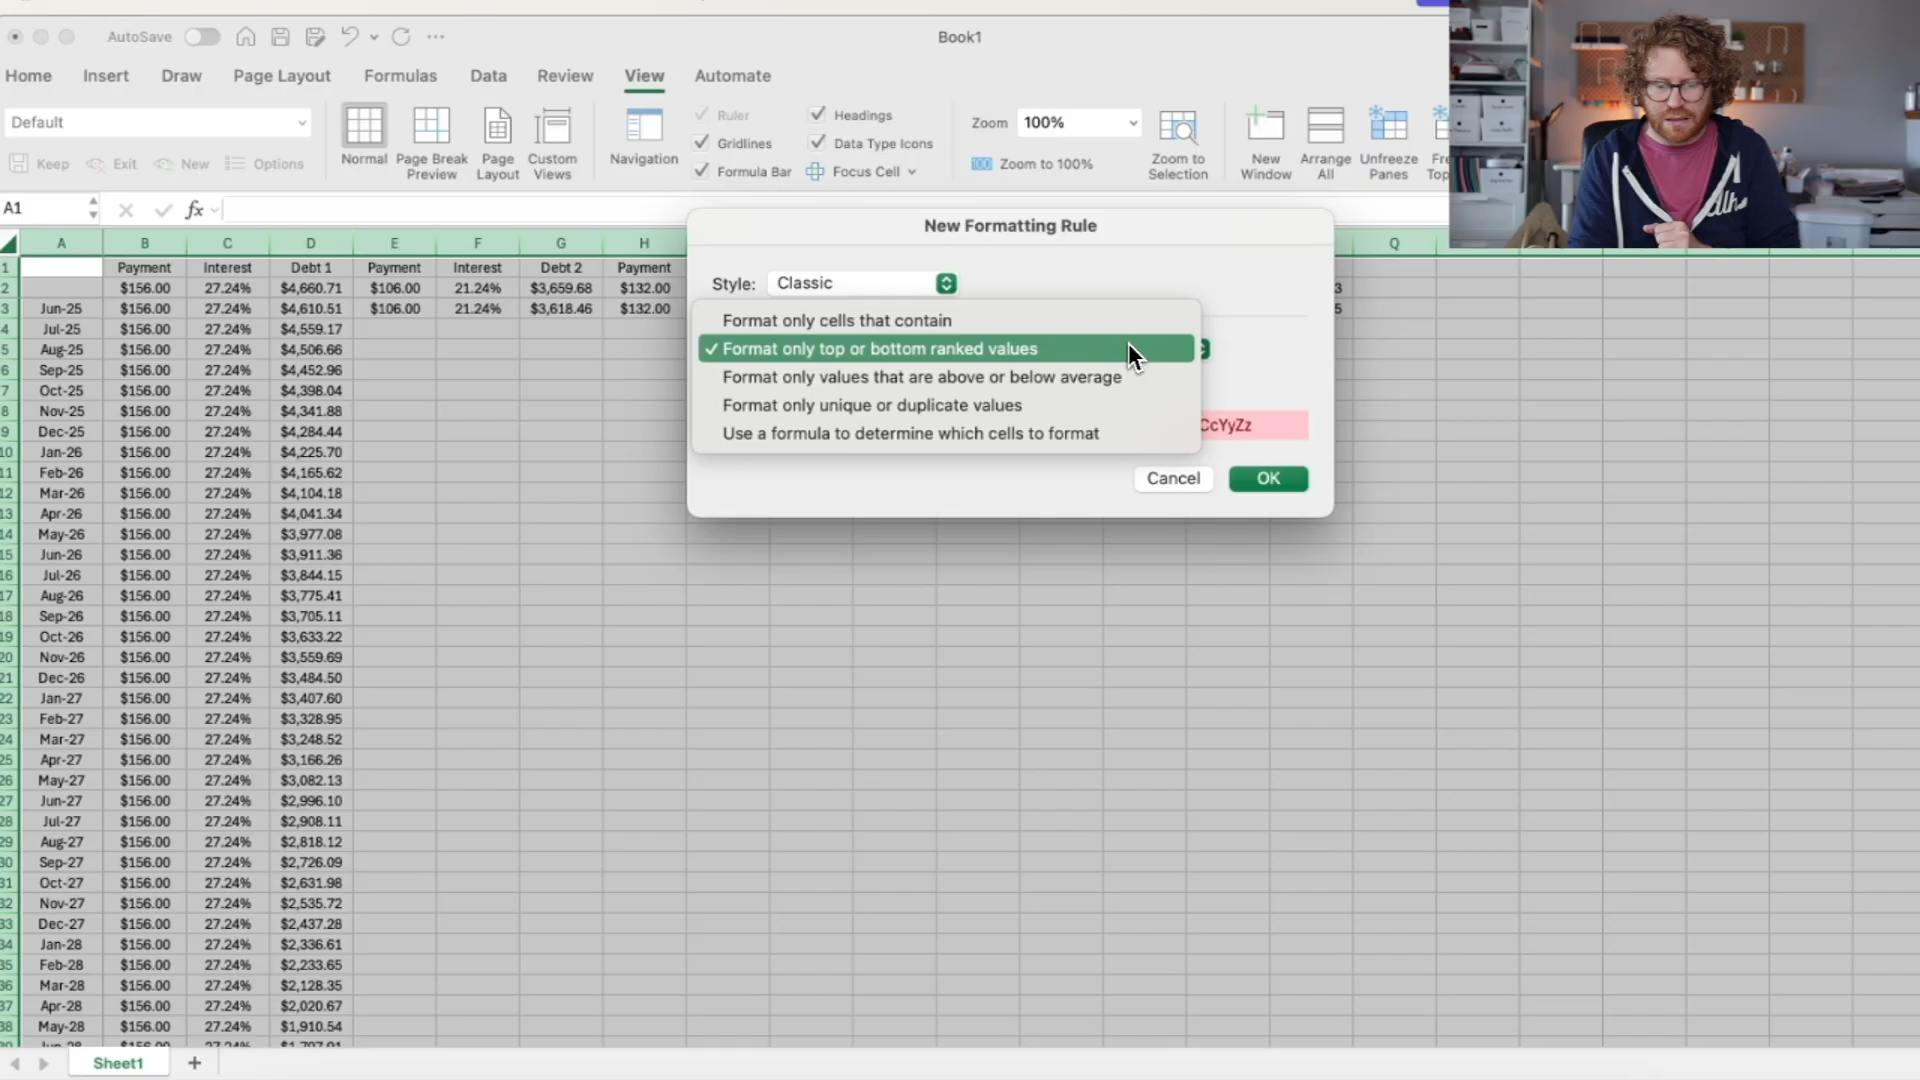 AutoSave
Book1
Home Insert Draw Page Layout Formulas Data Review View Automate
Default
Keep Exit New Options
Normal
Page Break Preview
Page Layout
Custom Views
Navigation
Ruler
Gridlines
Formula Bar
Headings
Data Type Icons
Focus Cell
Zoom 100%
100 Zoom to 100%
Zoom to Selection
New Window
Arrange All
Unfreeze Panes
A1 fx
New Formatting Rule
Style: Classic
Format only cells that contain
✓ Format only top or bottom ranked values
Format only values that are above or below average
Format only unique or duplicate values
Use a formula to determine which cells to format
CcYyZz
Cancel OK
A B C D E F G H Q
1 Payment Interest Debt 1 Payment Interest Debt 2 Payment
2 $156.00 27.24% $4,660.71 $106.00 21.24% $3,659.68 $132.00 3
3 Jun-25 $156.00 27.24% $4,610.51 $106.00 21.24% $3,618.46 $132.00 5
4 Jul-25 $156.00 27.24% $4,559.17
5 Aug-25 $156.00 27.24% $4,506.66
6 Sep-25 $156.00 27.24% $4,452.96
7 Oct-25 $156.00 27.24% $4,398.04
8 Nov-25 $156.00 27.24% $4,341.88
9 Dec-25 $156.00 27.24% $4,284.44
10 Jan-26 $156.00 27.24% $4,225.70
11 Feb-26 $156.00 27.24% $4,165.62
12 Mar-26 $156.00 27.24% $4,104.18
13 Apr-26 $156.00 27.24% $4,041.34
14 May-26 $156.00 27.24% $3,977.08
15 Jun-26 $156.00 27.24% $3,911.36
16 Jul-26 $156.00 27.24% $3,844.15
17 Aug-26 $156.00 27.24% $3,775.41
18 Sep-26 $156.00 27.24% $3,705.11
19 Oct-26 $156.00 27.24% $3,633.22
20 Nov-26 $156.00 27.24% $3,559.69
21 Dec-26 $156.00 27.24% $3,484.50
22 Jan-27 $156.00 27.24% $3,407.60
23 Feb-27 $156.00 27.24% $3,328.95
24 Mar-27 $156.00 27.24% $3,248.52
25 Apr-27 $156.00 27.24% $3,166.26
26 May-27 $156.00 27.24% $3,082.13
27 Jun-27 $156.00 27.24% $2,996.10
28 Jul-27 $156.00 27.24% $2,908.11
29 Aug-27 $156.00 27.24% $2,818.12
30 Sep-27 $156.00 27.24% $2,726.09
31 Oct-27 $156.00 27.24% $2,631.98
32 Nov-27 $156.00 27.24% $2,535.72
33 Dec-27 $156.00 27.24% $2,437.28
34 Jan-28 $156.00 27.24% $2,336.61
35 Feb-28 $156.00 27.24% $2,233.65
36 Mar-28 $156.00 27.24% $2,128.35
37 Apr-28 $156.00 27.24% $2,020.67
38 May-28 $156.00 27.24% $1,910.54
Sheet1 +